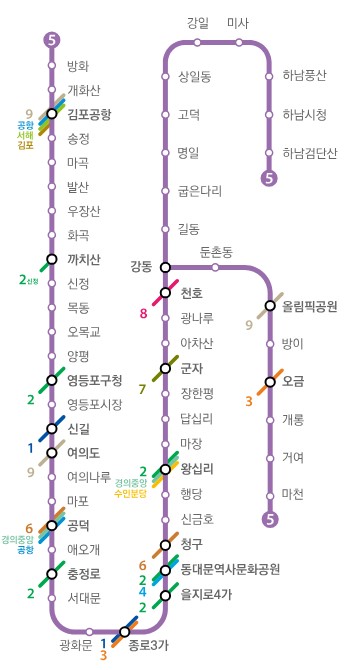 5
방화
개화산
9
공항
서해
김포
김포공항
송정
마곡
발산
우장산
화곡
2신정
까치산
신정
목동
오목교
양평
2
영등포구청
영등포시장
1
신길
9
여의도
여의나루
마포
6
경의중앙
공항
공덕
애오개
2
충정로
서대문
광화문
1
3
종로3가
2
을지로4가
6
2
4
동대문역사문화공원
청구
신금호
행당
2
경의중앙
수인분당
왕십리
마장
답십리
장한평
7
군자
아차산
광나루
8
천호
강동
길동
굽은다리
명일
고덕
상일동
강일
미사
하남풍산
하남시청
하남검단산
5
둔촌동
9
올림픽공원
방이
3
오금
개롱
거여
마천
5